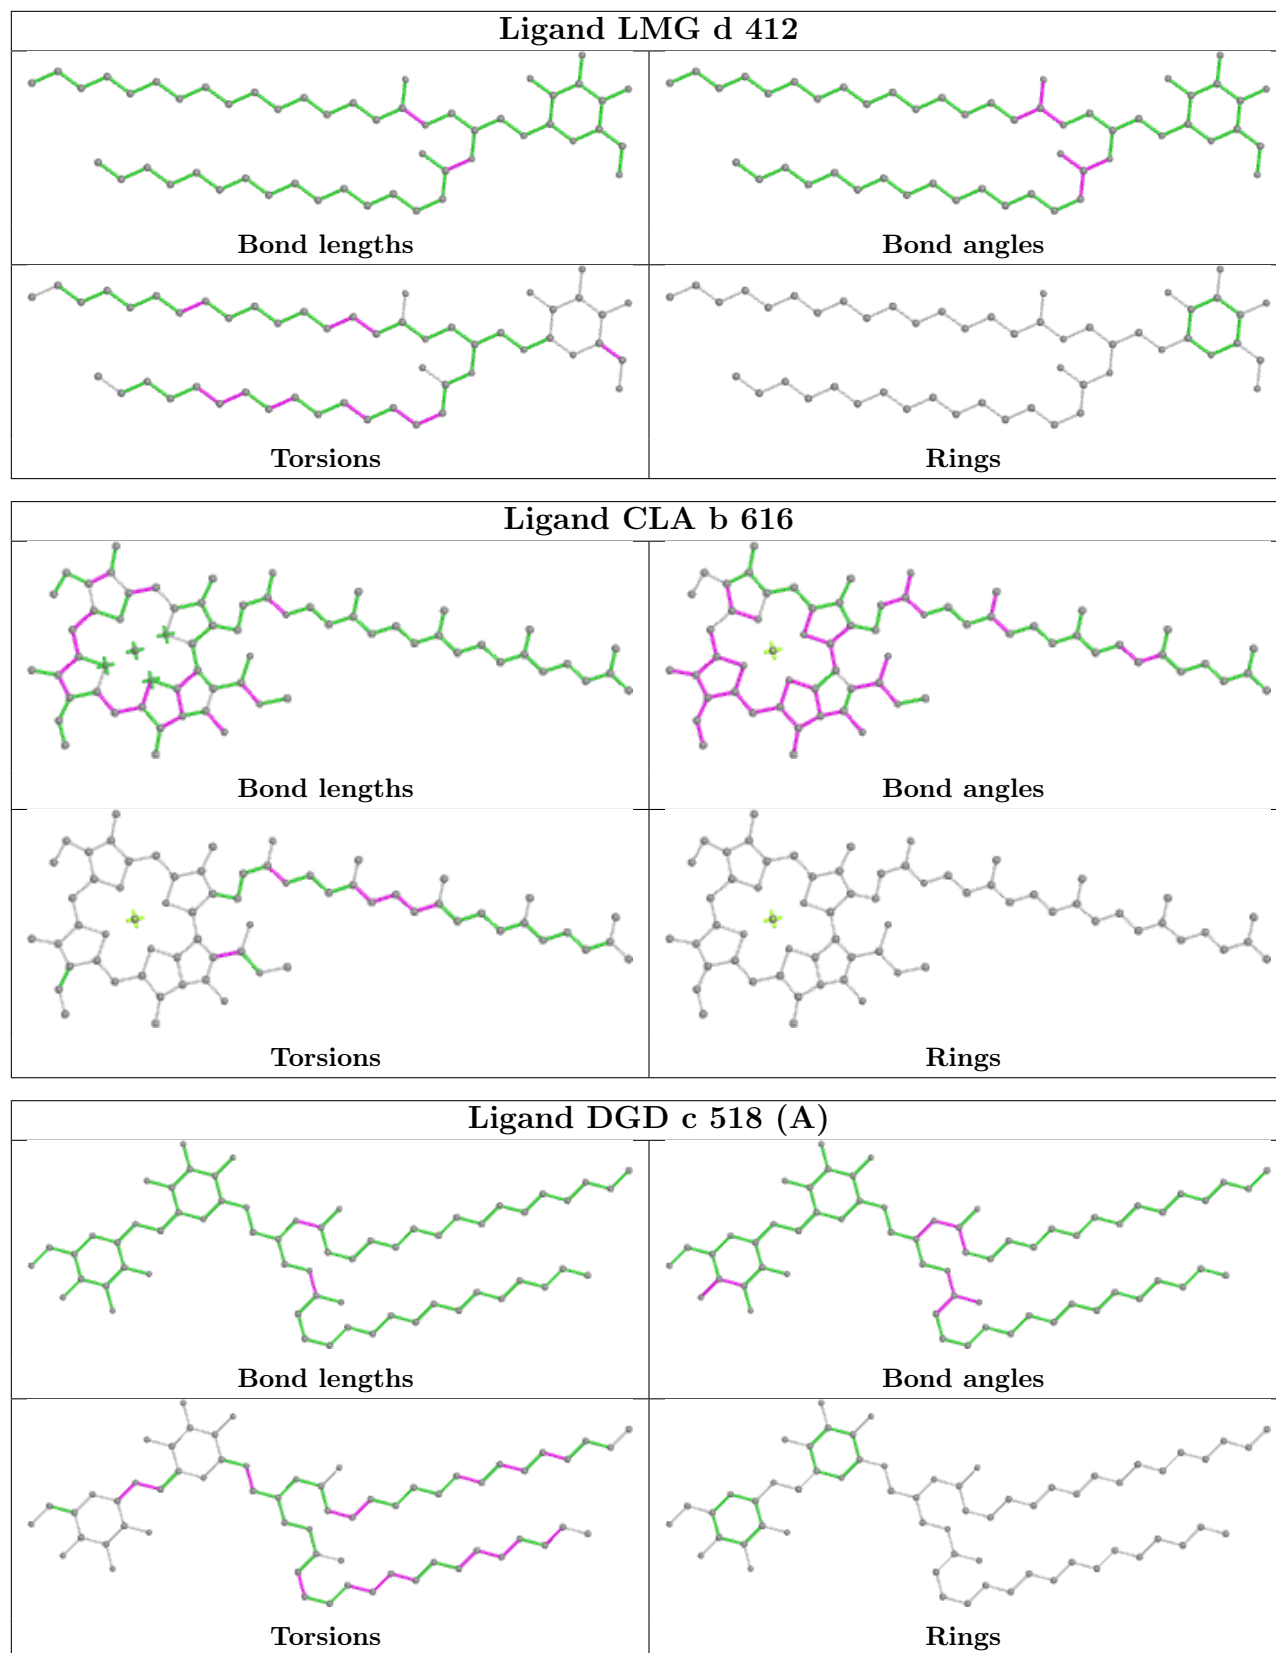 Ligand LMG d 412
Bond lengths
Bond angles
Torsions
Rings
Ligand CLA b 616
Bond lengths
Bond angles
Torsions
Rings
Ligand DGD c 518 (A)
Bond lengths
Bond angles
Torsions
Rings